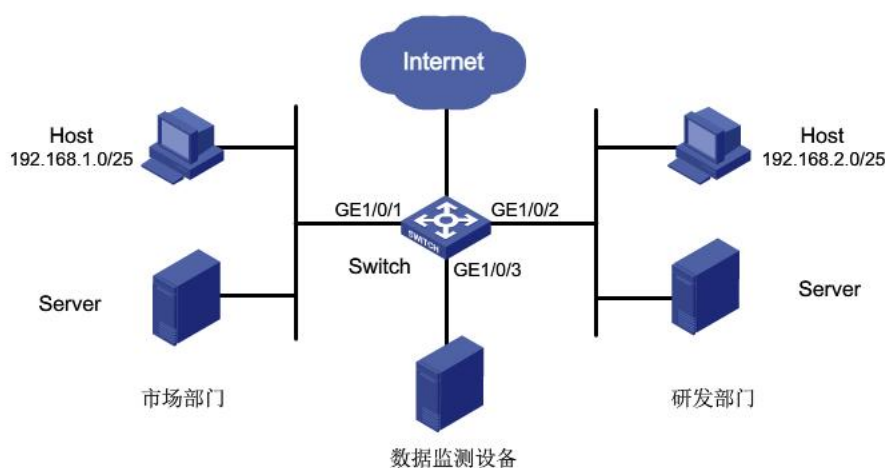 Internet
Host
192.168.1.0/25
Host
192.168.2.0/25
GE1/0/1
GE1/0/2
SWITCH
Switch
GE1/0/3
Server
Server
市场部门
研发部门
数据监测设备